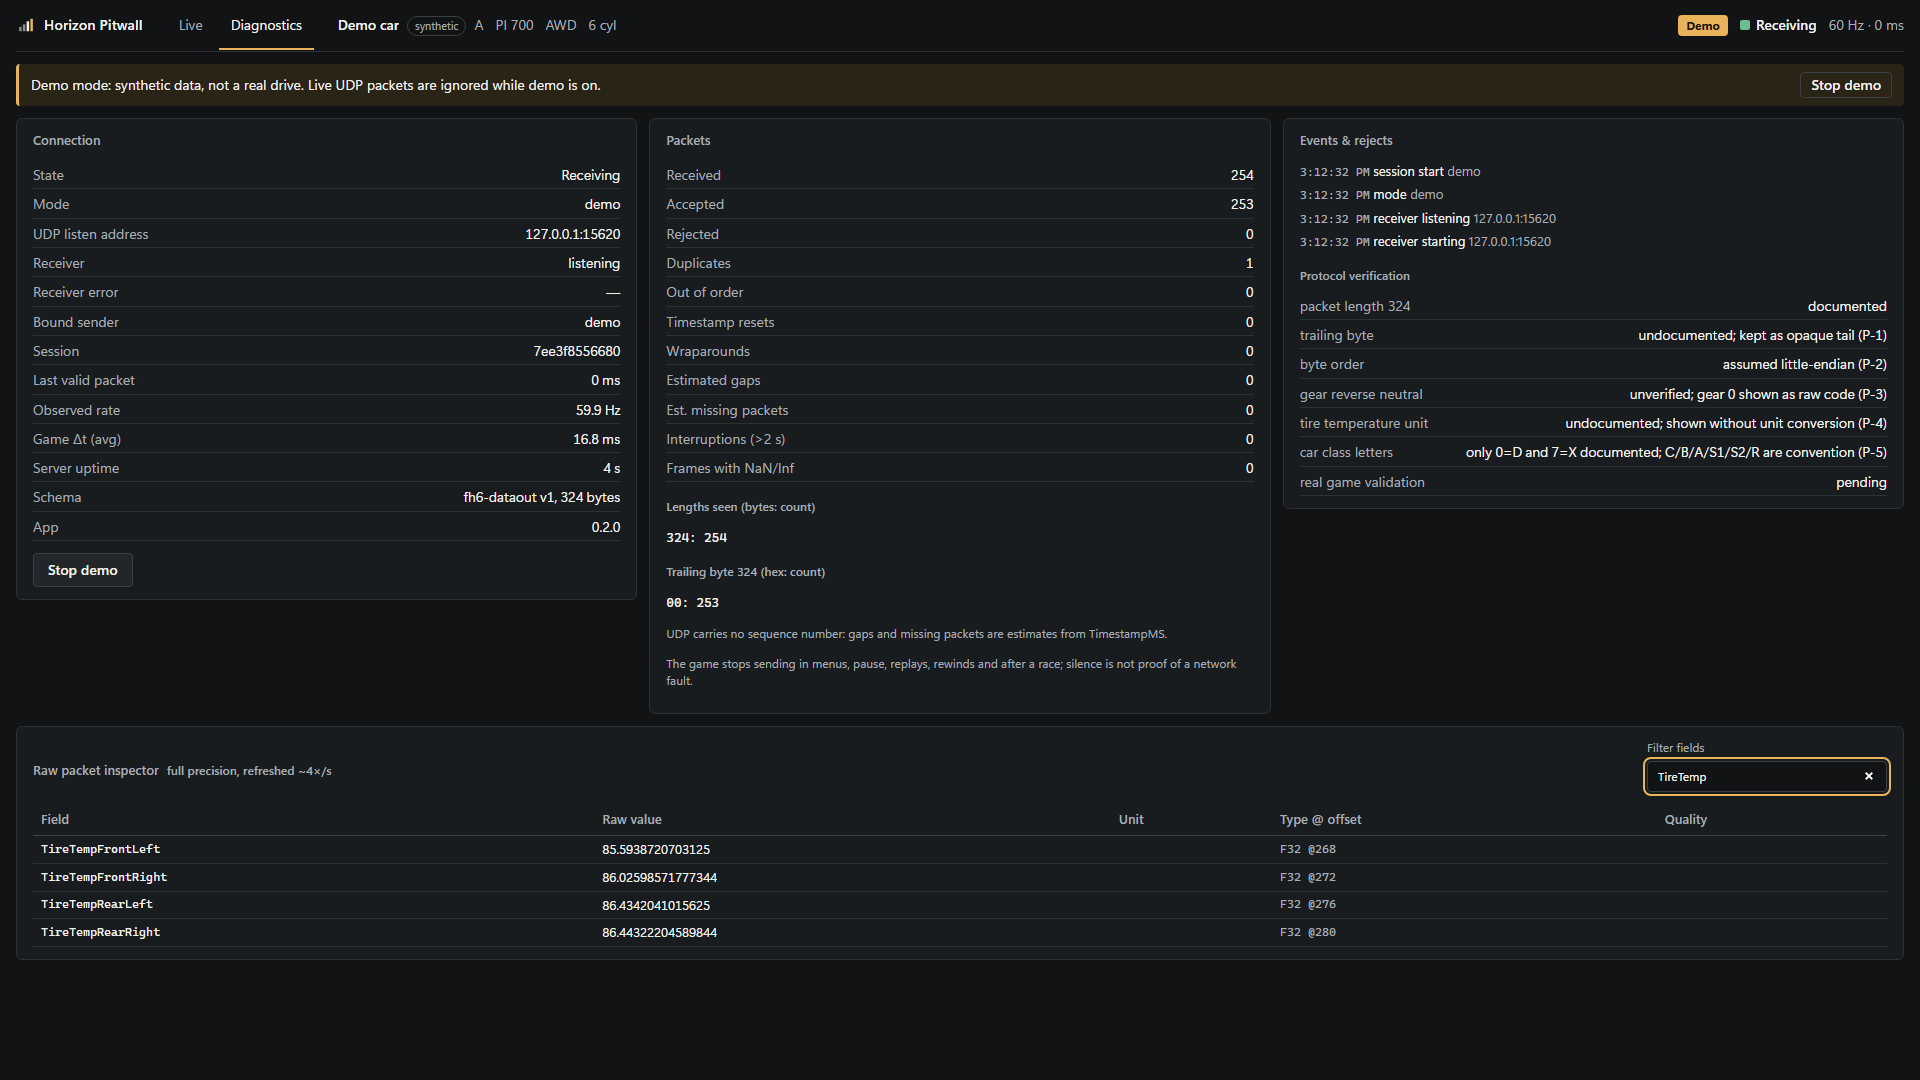 Horizon Pitwall Live Diagnostics Demo car synthetic A PI 700 AWD 6 cyl Demo Receiving 60 Hz · 0 ms
Demo mode: synthetic data, not a real drive. Live UDP packets are ignored while demo is on. Stop demo
Connection
State Receiving
Mode demo
UDP listen address 127.0.0.1:15620
Receiver listening
Receiver error —
Bound sender demo
Session 7ee3f8556680
Last valid packet 0 ms
Observed rate 59.9 Hz
Game Δt (avg) 16.8 ms
Server uptime 4 s
Schema fh6-dataout v1, 324 bytes
App 0.2.0
Stop demo
Packets
Received 254
Accepted 253
Rejected 0
Duplicates 1
Out of order 0
Timestamp resets 0
Wraparounds 0
Estimated gaps 0
Est. missing packets 0
Interruptions (>2 s) 0
Frames with NaN/Inf 0
Lengths seen (bytes: count)
324: 254
Trailing byte 324 (hex: count)
00: 253
UDP carries no sequence number: gaps and missing packets are estimates from TimestampMS.
The game stops sending in menus, pause, replays, rewinds and after a race; silence is not proof of a network
fault.
Events & rejects
3:12:32 PM session start demo
3:12:32 PM mode demo
3:12:32 PM receiver listening 127.0.0.1:15620
3:12:32 PM receiver starting 127.0.0.1:15620
Protocol verification
packet length 324 documented
trailing byte undocumented; kept as opaque tail (P-1)
byte order assumed little-endian (P-2)
gear reverse neutral unverified; gear 0 shown as raw code (P-3)
tire temperature unit undocumented; shown without unit conversion (P-4)
car class letters only 0=D and 7=X documented; C/B/A/S1/S2/R are convention (P-5)
real game validation pending
Raw packet inspector full precision, refreshed ~4×/s
Filter fields
TireTemp ×
Field Raw value Unit Type @ offset Quality
TireTempFrontLeft 85.5938720703125 F32 @268
TireTempFrontRight 86.02598571777344 F32 @272
TireTempRearLeft 86.4342041015625 F32 @276
TireTempRearRight 86.44322204589844 F32 @280